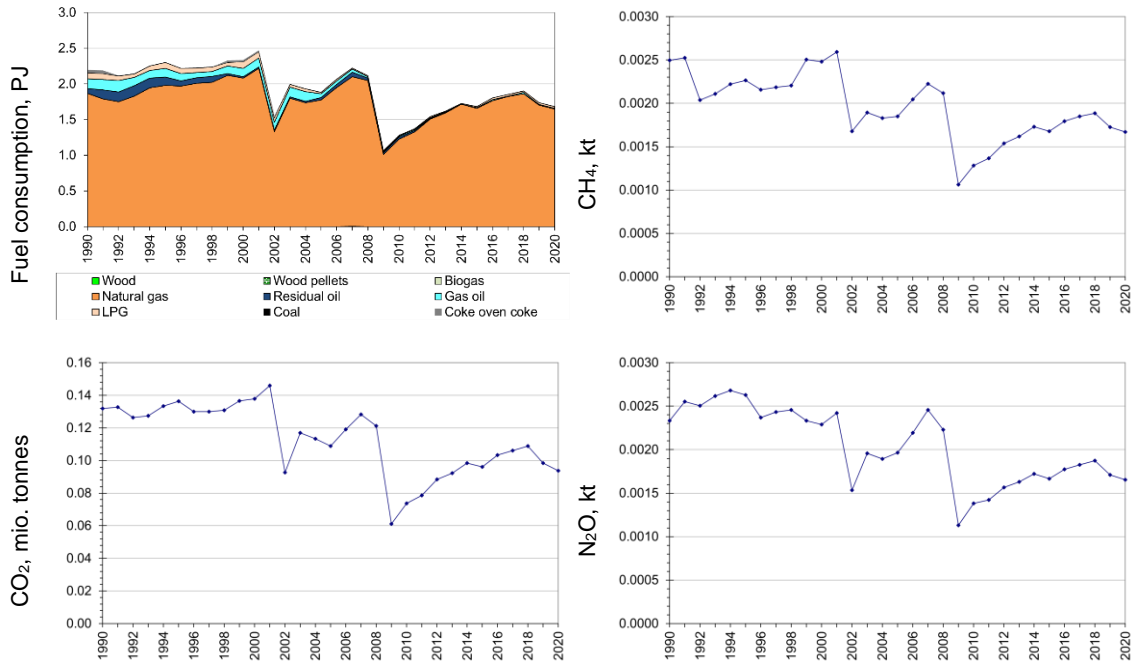 Fuel consumption, PJ
3.0
2.5
2.0
1.5
1.0
0.5
0.0
1990 1992 1994 1996 1998 2000 2002 2004 2006 2008 2010 2012 2014 2016 2018 2020
Wood Wood pellets Biogas
Natural gas Residual oil Gas oil
LPG Coal Coke oven coke
CH₄, kt
0.0030
0.0025
0.0020
0.0015
0.0010
0.0005
0.0000
1990 1992 1994 1996 1998 2000 2002 2004 2006 2008 2010 2012 2014 2016 2018 2020
CO₂, mio. tonnes
0.16
0.14
0.12
0.10
0.08
0.06
0.04
0.02
0.00
1990 1992 1994 1996 1998 2000 2002 2004 2006 2008 2010 2012 2014 2016 2018 2020
N₂O, kt
0.0030
0.0025
0.0020
0.0015
0.0010
0.0005
0.0000
1990 1992 1994 1996 1998 2000 2002 2004 2006 2008 2010 2012 2014 2016 2018 2020